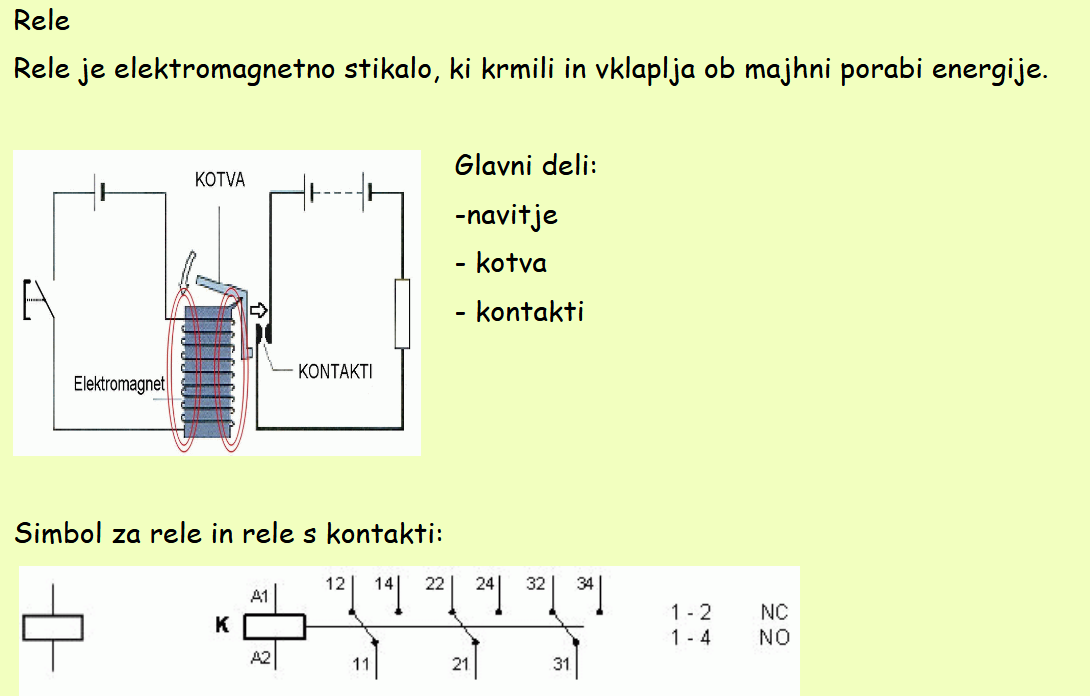 Rele
Rele je elektromagnetno stikalo, ki krmili in vklaplja ob majhni porabi energije.
KOTVA
Elektromagnet
KONTAKTI
Glavni deli:
-navitje
- kotva
- kontakti
Simbol za rele in rele s kontakti:
12 14 22 24 32 34
A1
K
A2
11 21 31
1 - 2 NC
1 - 4 NO